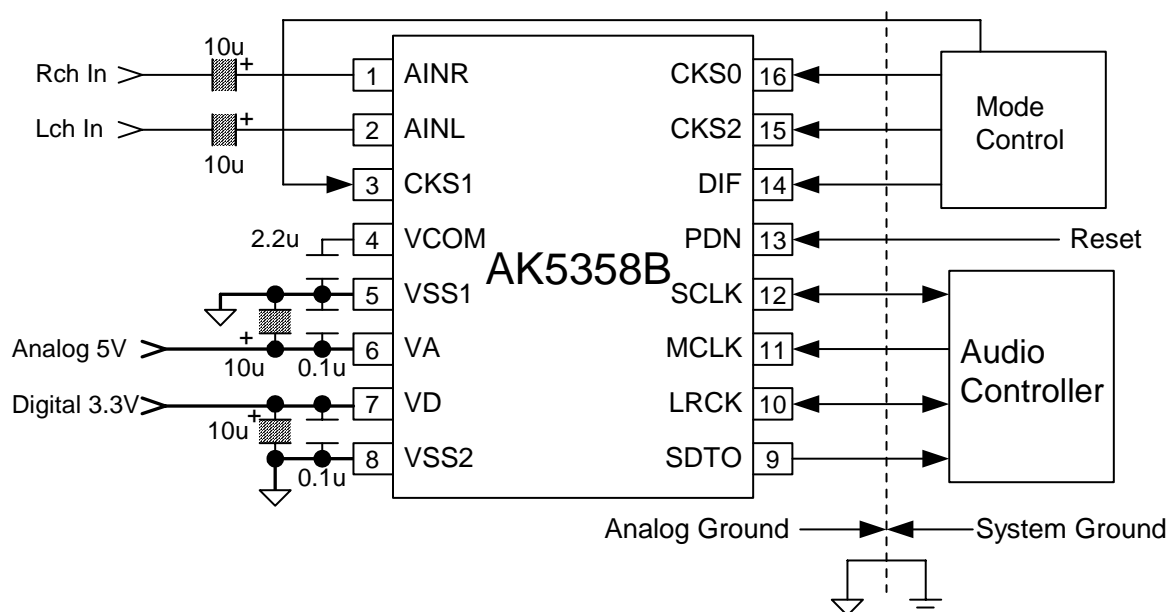 10u
+
Rch In
1
AINR
CKS0
16
Mode
Control
+
Lch In
2
AINL
CKS2
15
10u
3
CKS1
DIF
14
2.2u
4
VCOM
PDN
13
Reset
AK5358B
5
VSS1
SCLK
12
+
Analog 5V
10u
0.1u
6
VA
MCLK
11
Audio
Controller
Digital 3.3V
10u
+
7
VD
LRCK
10
0.1u
8
VSS2
SDTO
9
Analog Ground
System Ground